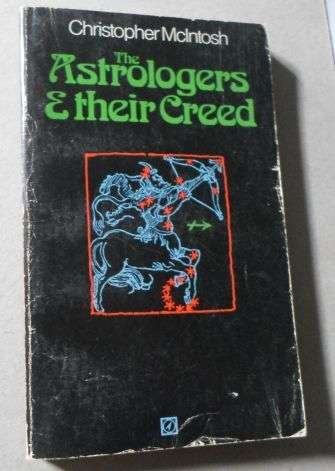 Christopher McIntosh
The
Astrologers
& their Creed